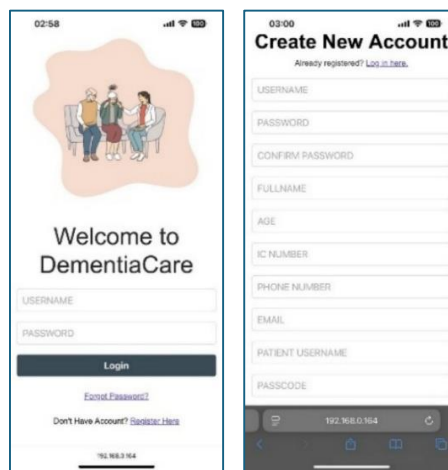 02:58
100
Welcome to
DementiaCare
USERNAME
PASSWORD
Login
Forgot Password?
Don't Have Account? Register Here
192.168.0.164
03:00
100
Create New Account
Already registered? Log in here.
USERNAME
PASSWORD
CONFIRM PASSWORD
FULLNAME
AGE
IC NUMBER
PHONE NUMBER
EMAIL
PATIENT USERNAME
PASSCODE
192.168.0.164